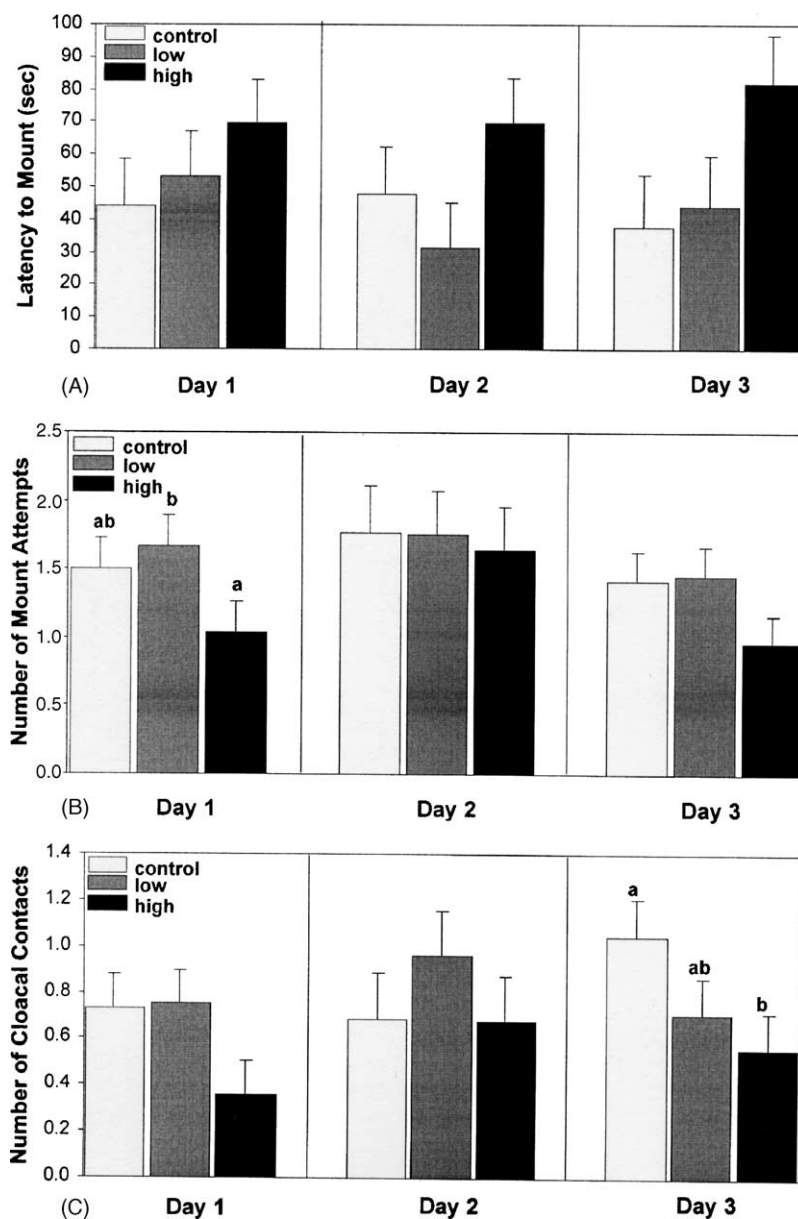 Latency to Mount (sec)
100
90
80
70
60
50
40
30
20
10
0
control
low
high
(A)
Day 1
Day 2
Day 3
Number of Mount Attempts
2.5
2.0
1.5
1.0
0.5
0.0
control
low
high
ab
b
a
(B)
Day 1
Day 2
Day 3
Number of Cloacal Contacts
1.4
1.2
1.0
0.8
0.6
0.4
0.2
0.0
control
low
high
a
ab
b
(C)
Day 1
Day 2
Day 3